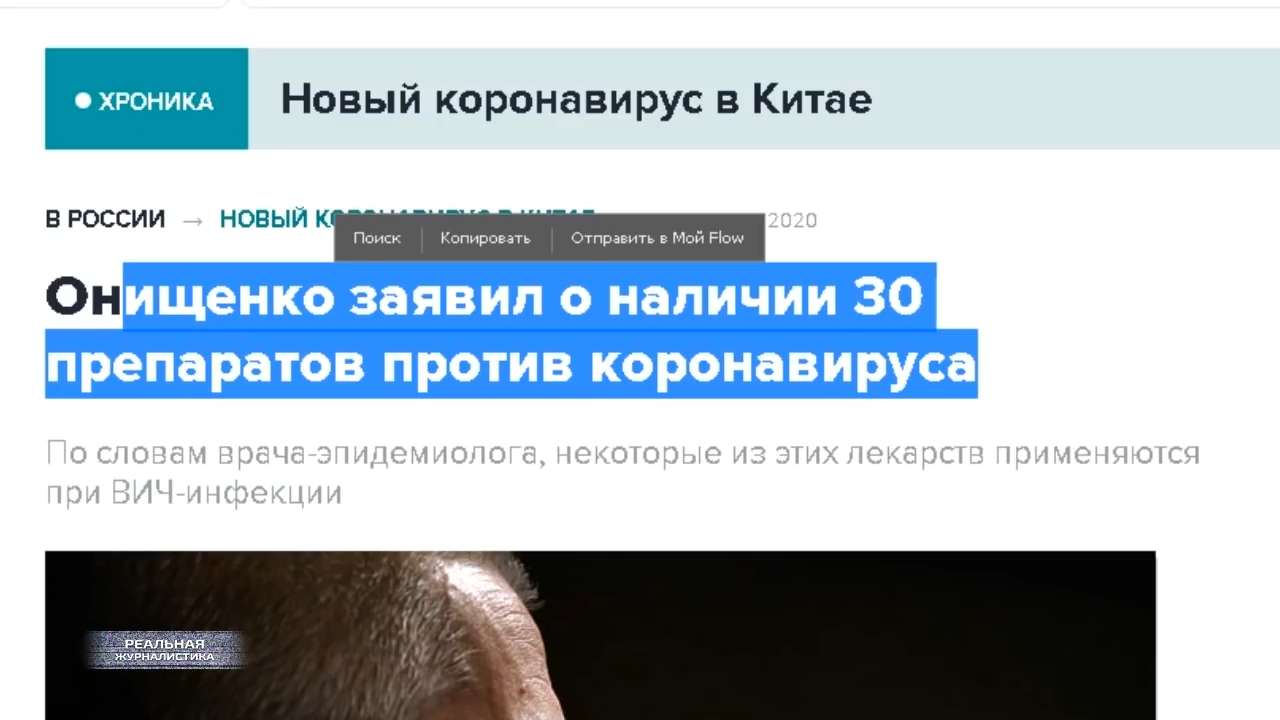 ХРОНИКА
Новый коронавирус в Китае
В РОССИИ → НОВЫЙ 2020
Поиск Копировать Отправить в Мой Flow
Онищенко заявил о наличии 30
препаратов против коронавируса
По словам врача-эпидемиолога, некоторые из этих лекарств применяются
при ВИЧ-инфекции
РЕАЛЬНАЯ
ЖУРНАЛИСТИКА